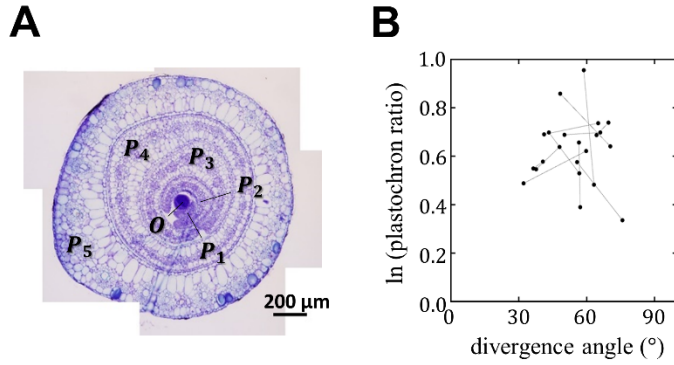 A
P₄
P₃
P₂
O
P₁
P₅
200 μm
B
ln (plastochron ratio)
1.0
0.8
0.6
0.4
0.2
0.0
0 30 60 90
divergence angle (°)